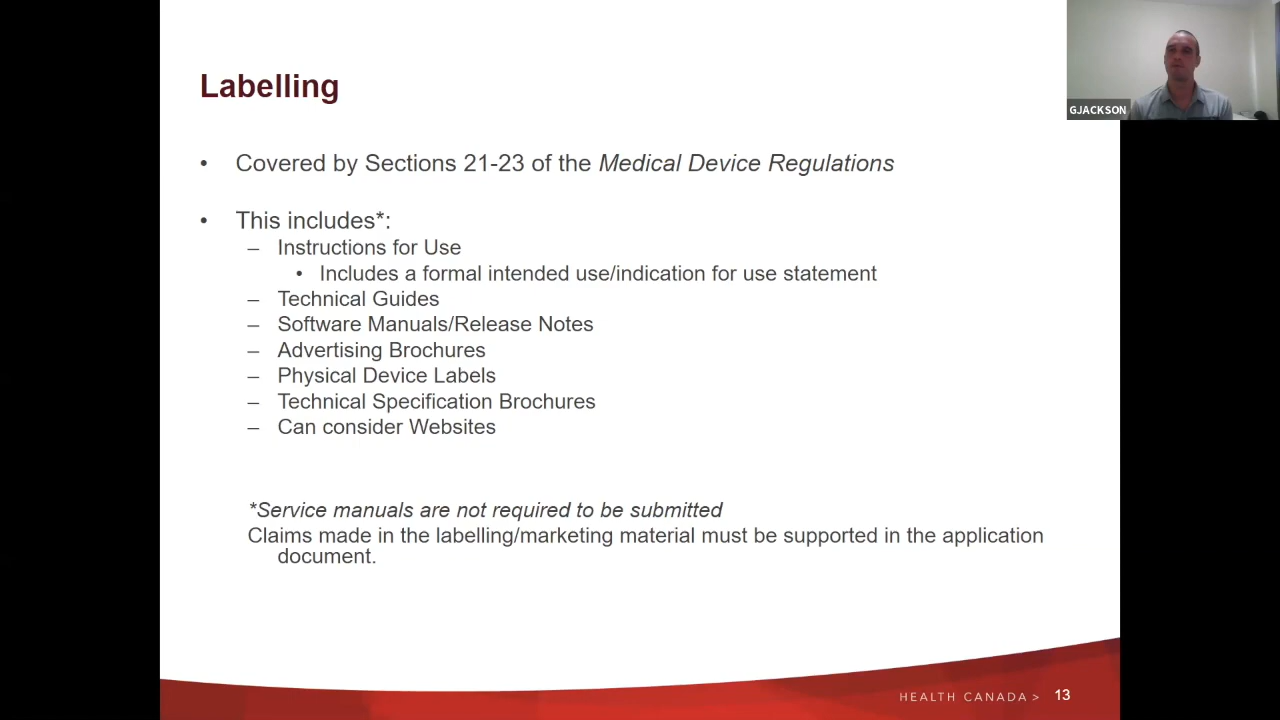 Labelling
GJACKSON
• Covered by Sections 21-23 of the Medical Device Regulations
• This includes*:
– Instructions for Use
• Includes a formal intended use/indication for use statement
– Technical Guides
– Software Manuals/Release Notes
– Advertising Brochures
– Physical Device Labels
– Technical Specification Brochures
– Can consider Websites
*Service manuals are not required to be submitted
Claims made in the labelling/marketing material must be supported in the application
document.
HEALTH CANADA > 13